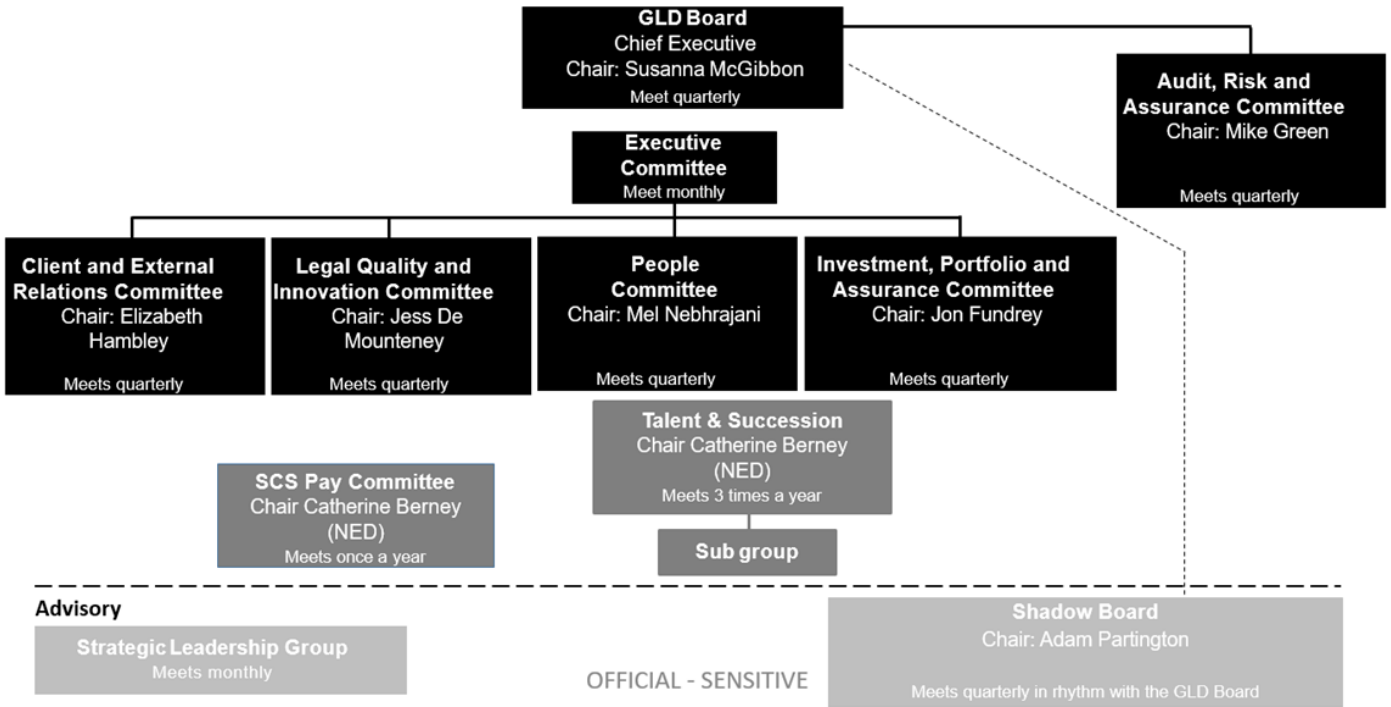 GLD Board
Chief Executive
Chair: Susanna McGibbon
Meet quarterly
Audit, Risk and
Assurance Committee
Chair: Mike Green
Meets quarterly
Executive
Committee
Meet monthly
Client and External
Relations Committee
Chair: Elizabeth
Hambley
Meets quarterly
Legal Quality and
Innovation Committee
Chair: Jess De
Mounteney
Meets quarterly
People
Committee
Chair: Mel Nebhrajani
Meets quarterly
Investment, Portfolio and
Assurance Committee
Chair: Jon Fundrey
Meets quarterly
Talent & Succession
Chair Catherine Berney
(NED)
Meets 3 times a year
SCS Pay Committee
Chair Catherine Berney
(NED)
Meets once a year
Sub group
Advisory
Strategic Leadership Group
Meets monthly
OFFICIAL - SENSITIVE
Shadow Board
Chair: Adam Partington
Meets quarterly in rhythm with the GLD Board